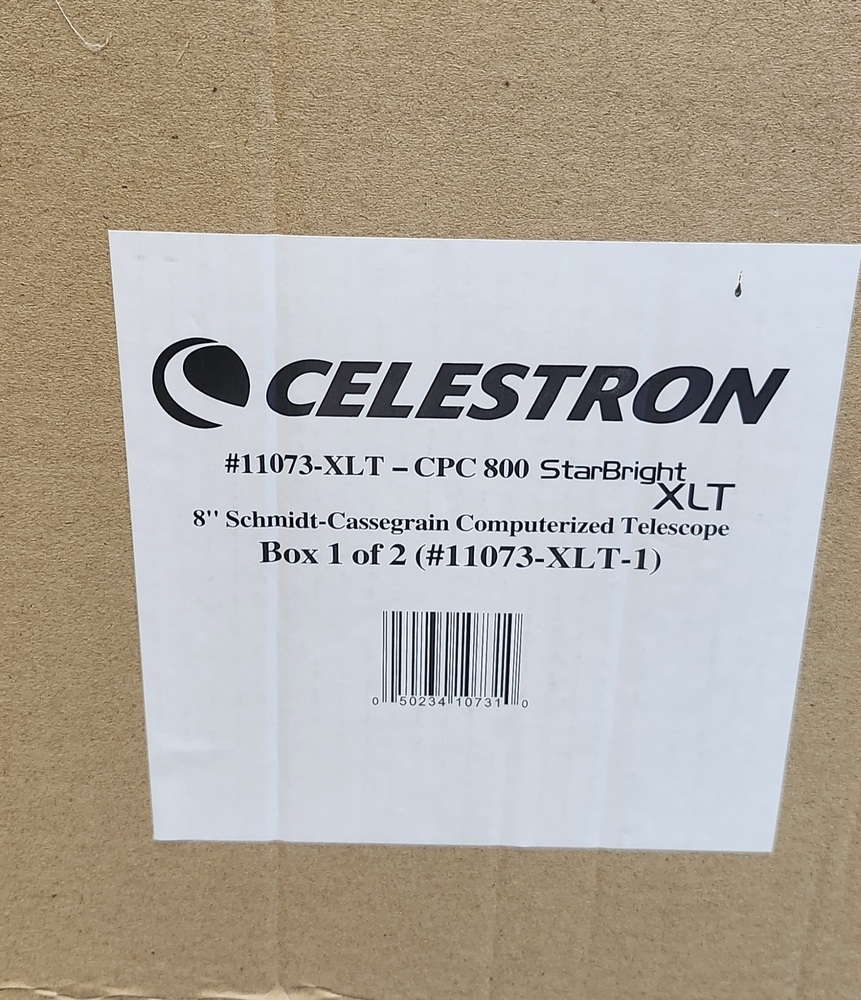 CELESTRON
#11073-XLT – CPC 800 StarBright XLT
8'' Schmidt-Cassegrain Computerized Telescope
Box 1 of 2 (#11073-XLT-1)
0 50234 10731 0